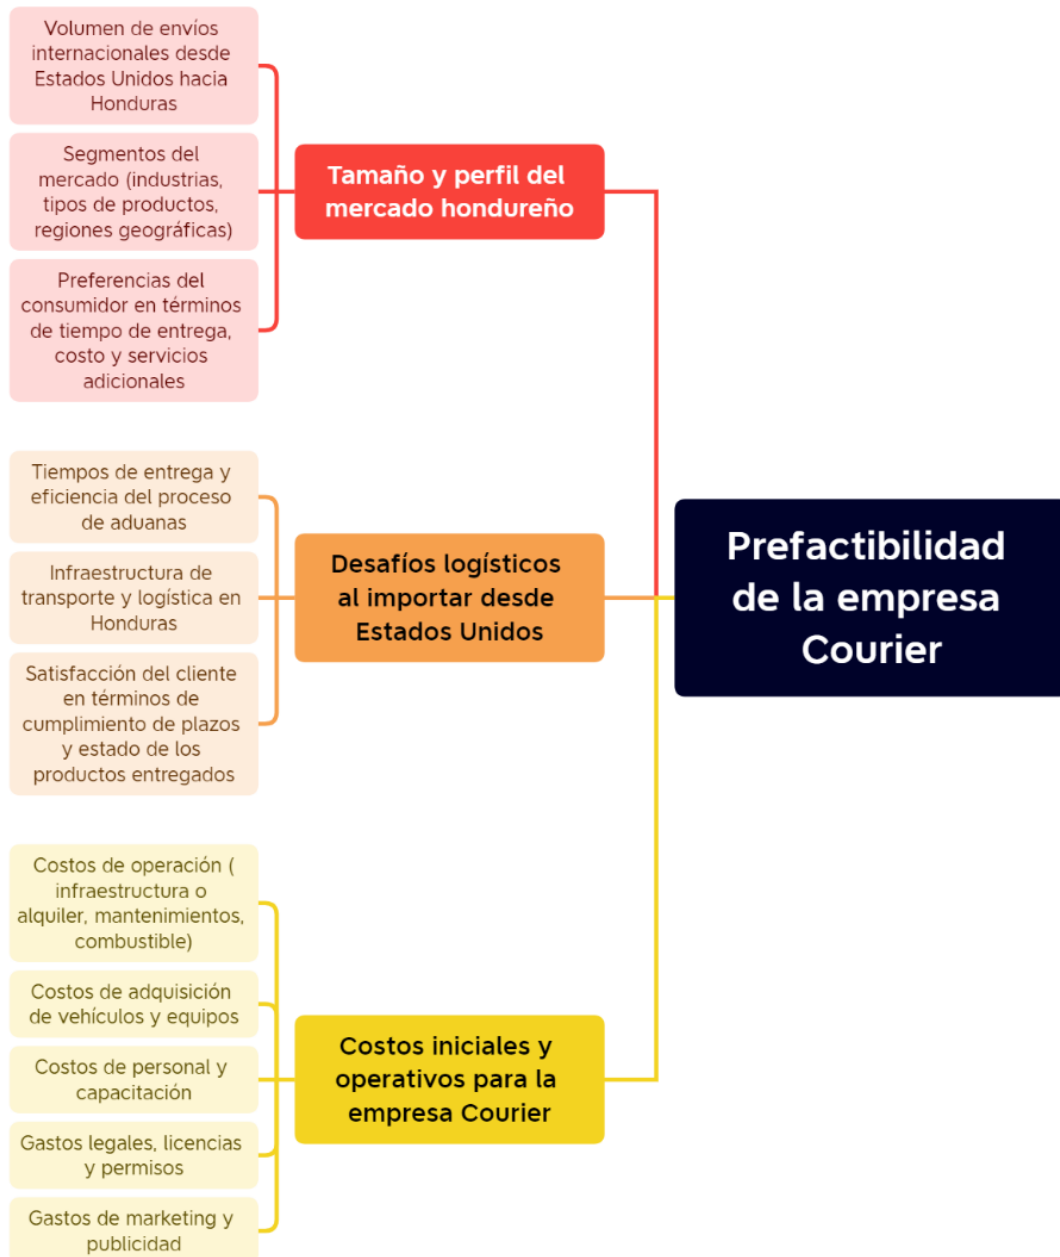 Volumen de envíos
internacionales desde
Estados Unidos hacia
Honduras
Segmentos del
mercado (industrias,
tipos de productos,
regiones geográficas)
Preferencias del
consumidor en términos
de tiempo de entrega,
costo y servicios
adicionales
Tamaño y perfil del
mercado hondureño
Tiempos de entrega y
eficiencia del proceso
de aduanas
Infraestructura de
transporte y logística en
Honduras
Satisfacción del cliente
en términos de
cumplimiento de plazos
y estado de los
productos entregados
Desafíos logísticos
al importar desde
Estados Unidos
Costos de operación (
infraestructura o
alquiler, mantenimientos,
combustible)
Costos de adquisición
de vehículos y equipos
Costos de personal y
capacitación
Gastos legales, licencias
y permisos
Gastos de marketing y
publicidad
Costos iniciales y
operativos para la
empresa Courier
Prefactibilidad
de la empresa
Courier